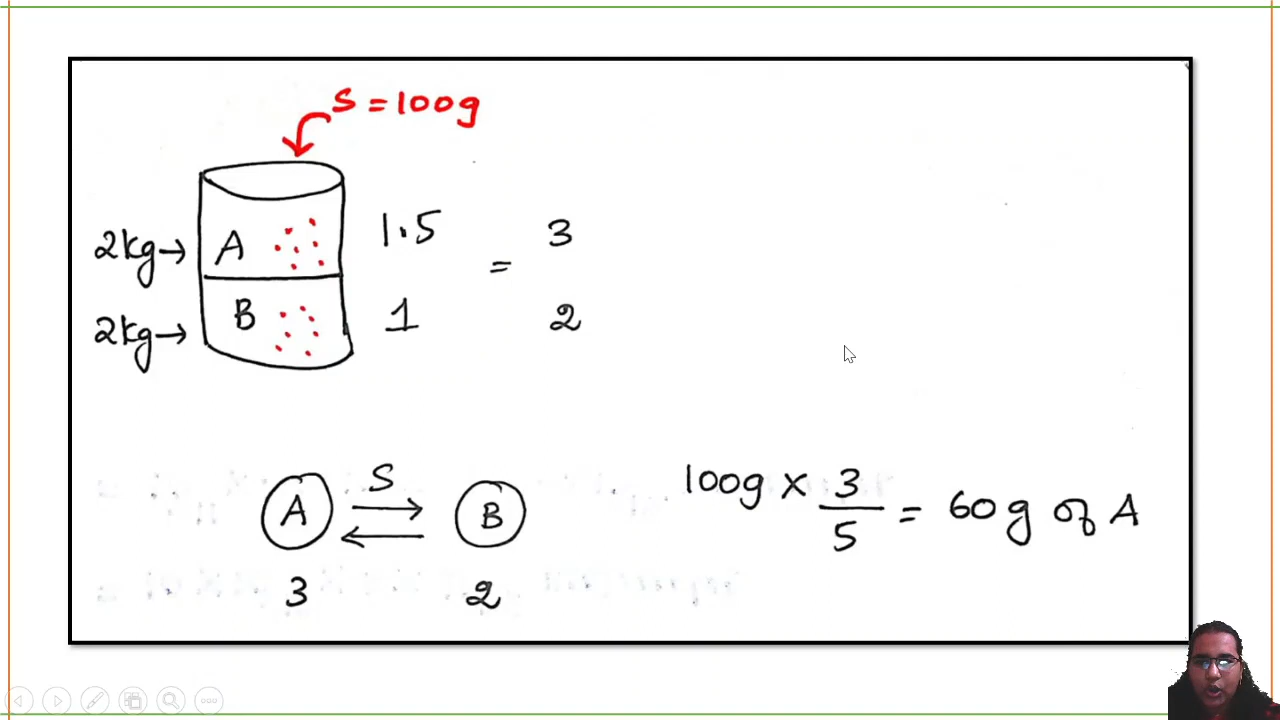 S = 100g
2kg→ A 1.5 = 3
2kg→ B 1 2
A S B
3 2
100g × 3/5 = 60g of A